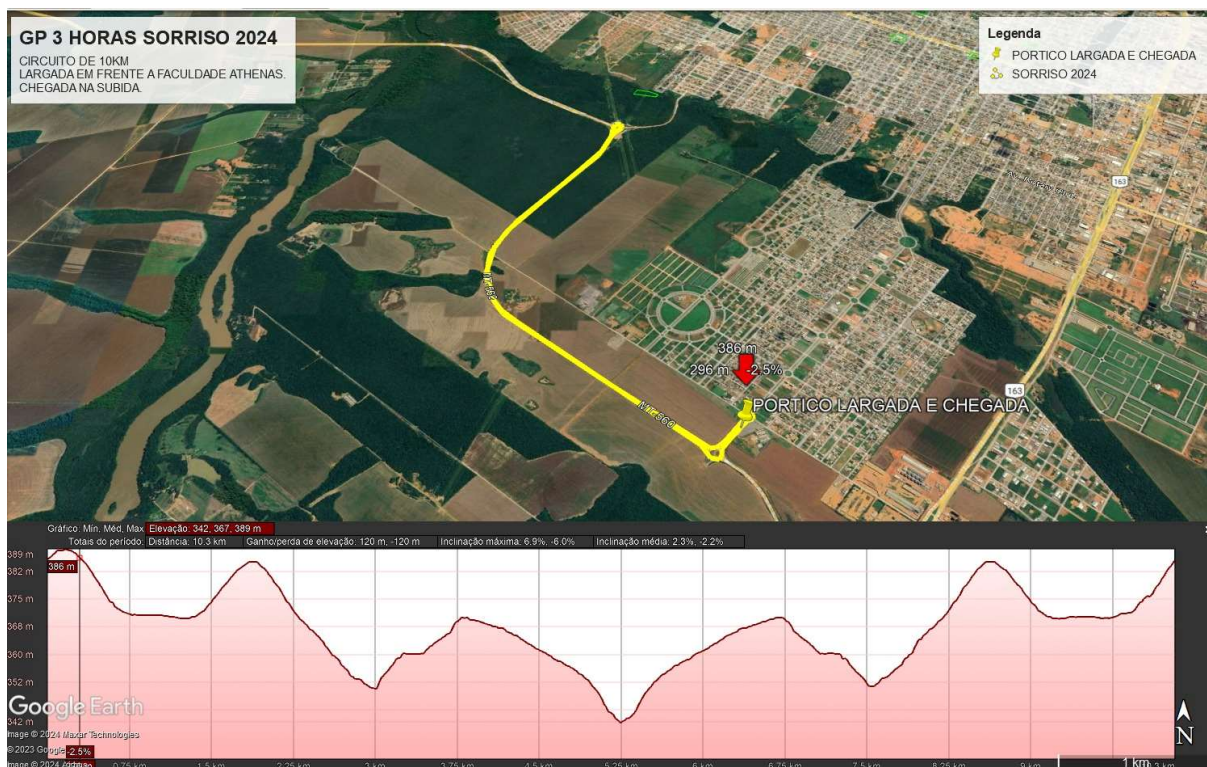 GP 3 HORAS SORRISO 2024
CIRCUITO DE 10KM
LARGADA EM FRENTE A FACULDADE ATHENAS.
CHEGADA NA SUBIDA.
Legenda
PORTICO LARGADA E CHEGADA
SORRISO 2024
163
163
386 m
296 m -2,5%
PORTICO LARGADA E CHEGADA
Gráfico: Mín, Méd, Max Elevação: 342, 367, 389 m
Totais do período: Distância: 10.3 km Ganho/perda de elevação: 120 m, -120 m Inclinação máxima: 6.9%, -6.0% Inclinação média: 2.3%, -2.2%
389 m
386 m
382 m
375 m
368 m
360 m
352 m
342 m
Google Earth
Image © 2024 Maxar Technologies
© 2023 Google
-2.5%
Image © 2024 Airbus
0.75 km 1.5 km 2.25 km 3 km 3.75 km 4.5 km 5.25 km 6 km 6.75 km 7.5 km 8.25 km 9 km 10.3 km
1 km
N